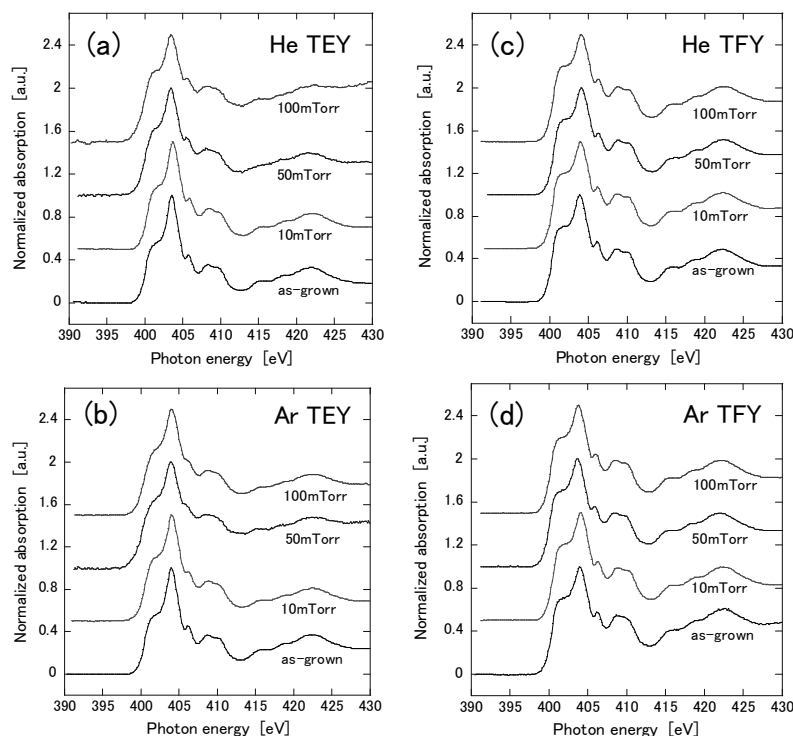 (a)
He TEY
Normalized absorption [a.u.]
2.4
2
1.6
1.2
0.8
0.4
0
100mTorr
50mTorr
10mTorr
as-grown
390 395 400 405 410 415 420 425 430
Photon energy [eV]
(c)
He TFY
Normalized absorption [a.u.]
2.4
2
1.6
1.2
0.8
0.4
0
100mTorr
50mTorr
10mTorr
as-grown
390 395 400 405 410 415 420 425 430
Photon energy [eV]
(b)
Ar TEY
Normalized absorption [a.u.]
2.4
2
1.6
1.2
0.8
0.4
0
100mTorr
50mTorr
10mTorr
as-grown
390 395 400 405 410 415 420 425 430
Photon energy [eV]
(d)
Ar TFY
Normalized absorption [a.u.]
2.4
2
1.6
1.2
0.8
0.4
0
100mTorr
50mTorr
10mTorr
as-grown
390 395 400 405 410 415 420 425 430
Photon energy [eV]